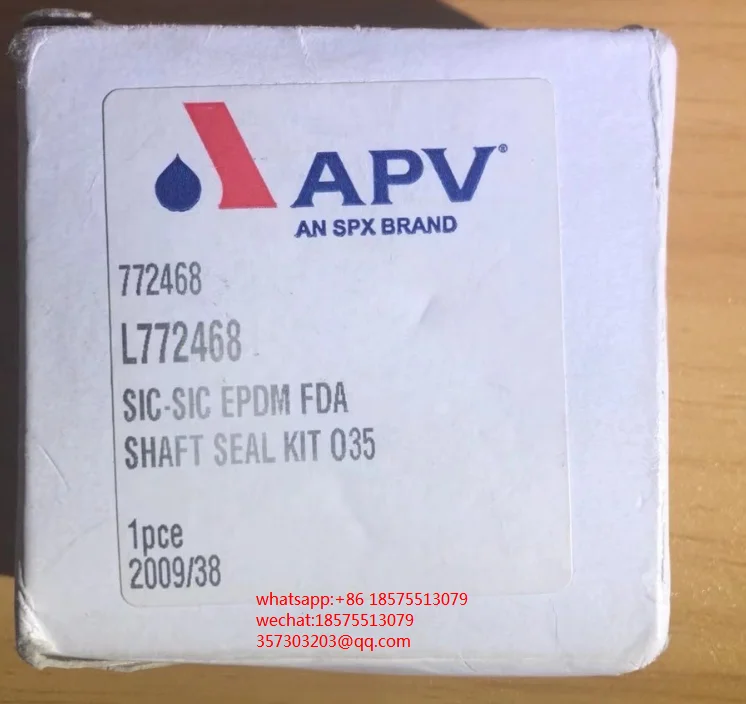 APV®
AN SPX BRAND
772468
L772468
SIC-SIC EPDM FDA
SHAFT SEAL KIT 035
1pce
2009/38
whatsapp:+86 18575513079
wechat:18575513079
357303203@qq.com